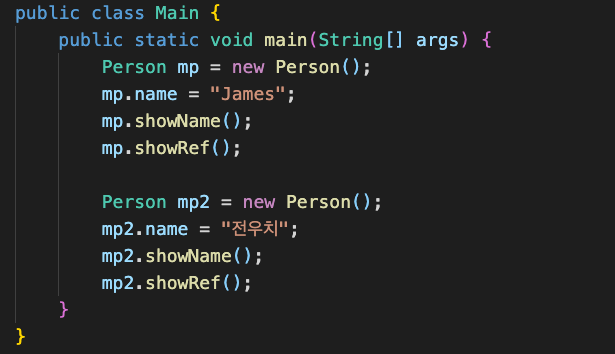 public class Main {
    public static void main(String[] args) {
        Person mp = new Person();
        mp.name = "James";
        mp.showName();
        mp.showRef();

        Person mp2 = new Person();
        mp2.name = "전우치";
        mp2.showName();
        mp2.showRef();
    }
}